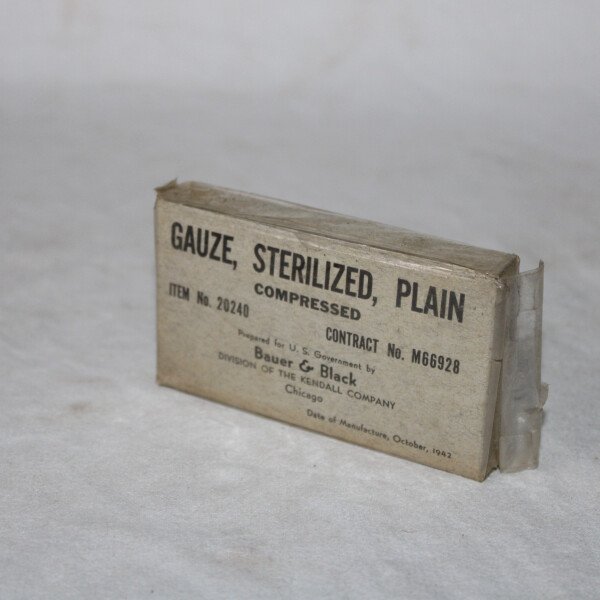 GAUZE, STERILIZED, PLAIN
COMPRESSED
ITEM No. 20240
CONTRACT No. M66928
Prepared for U. S. Government by
Bauer & Black
DIVISION OF THE KENDALL COMPANY
Chicago
Date of Manufacture, October, 1942